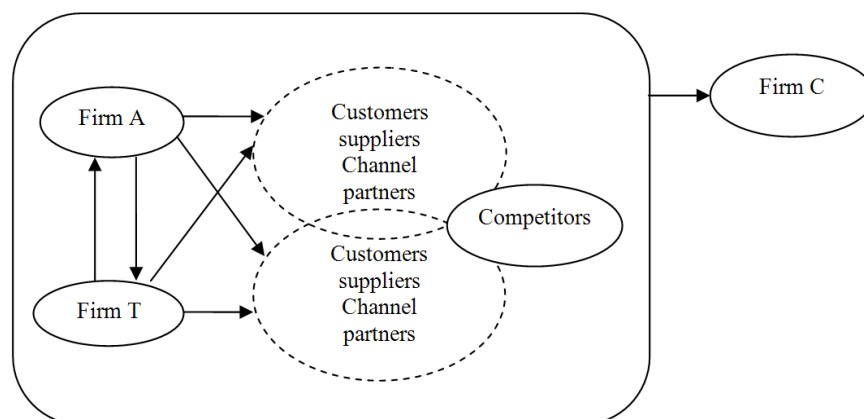 Firm A
Firm T
Customers
suppliers
Channel
partners
Customers
suppliers
Channel
partners
Competitors
Firm C